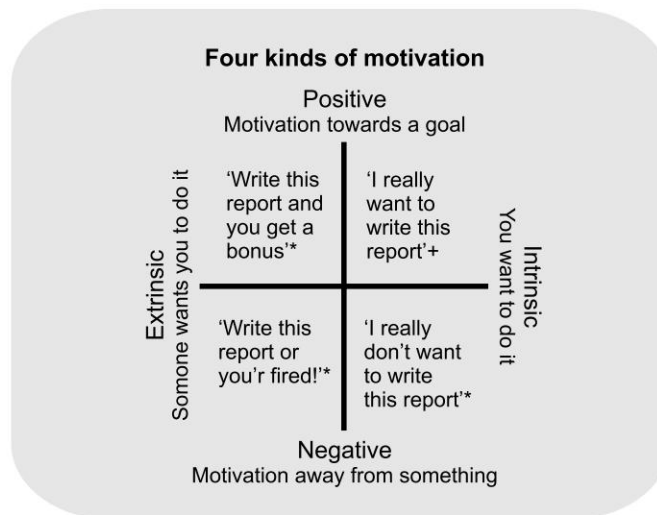 Four kinds of motivation
Positive
Motivation towards a goal
Extrinsic
Somone wants you to do it
‘Write this
report and
you get a
bonus’*
‘I really
want to
write this
report’+
Intrinsic
You want to do it
‘Write this
report or
you’r fired!’*
‘I really
don’t want
to write
this report’*
Negative
Motivation away from something